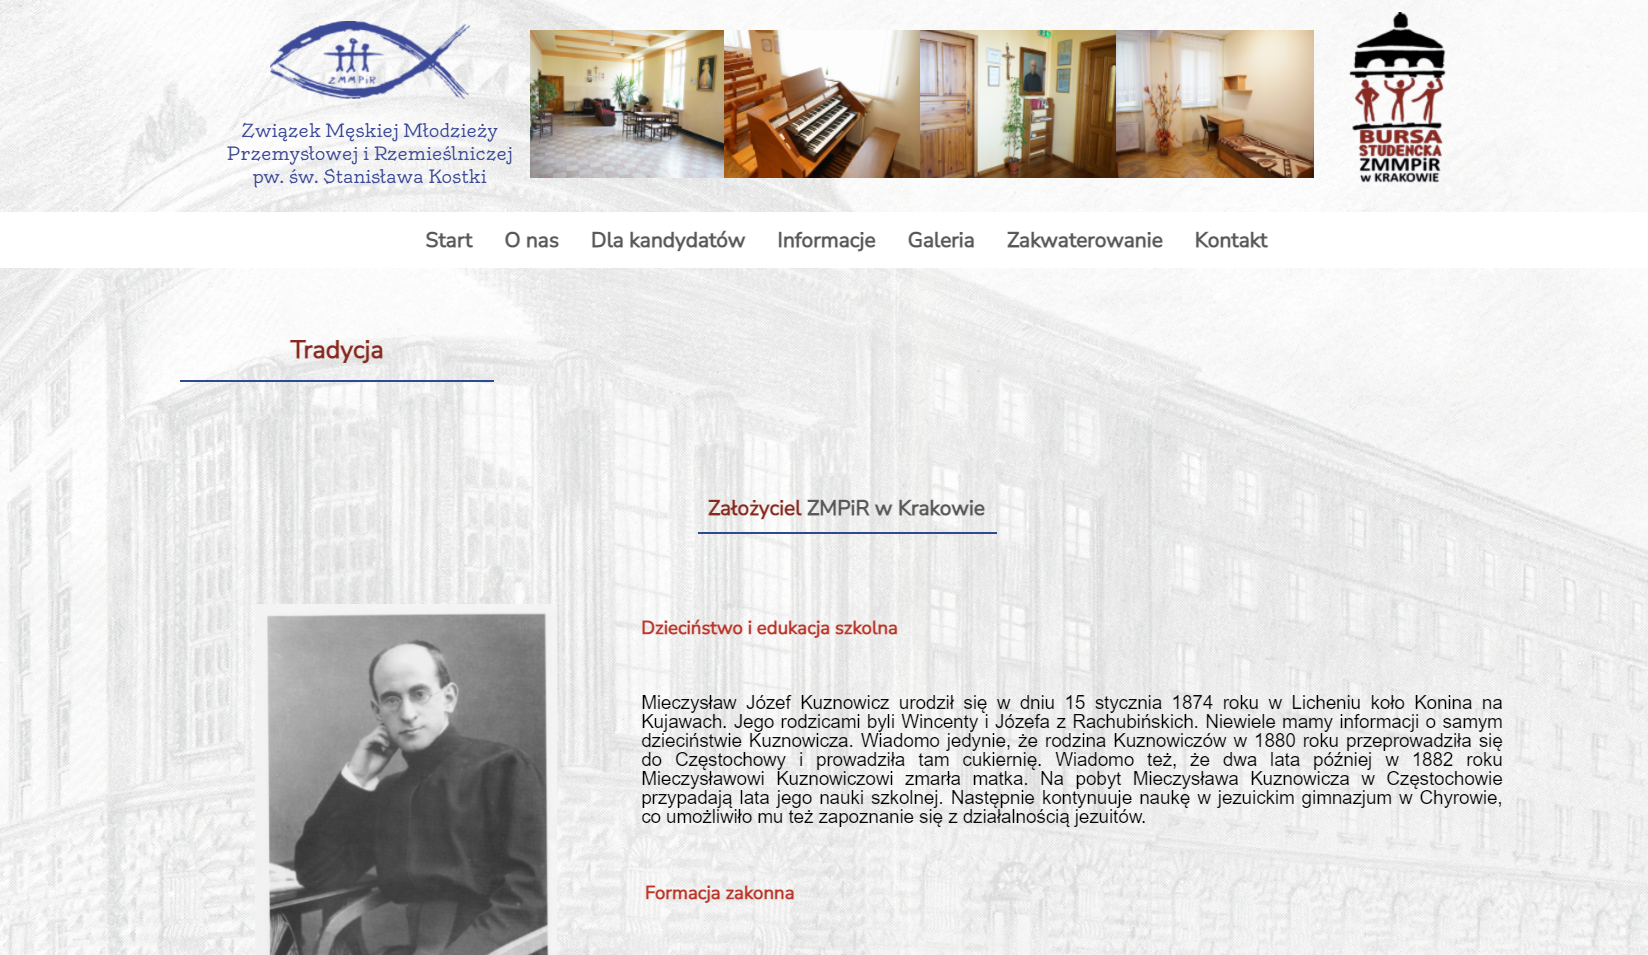 ZMMPiR
Związek Męskiej Młodzieży
Przemysłowej i Rzemieślniczej
pw. św. Stanisława Kostki
BURSA
STUDENCKA
ZMMPiR
w KRAKOWIE
Start O nas Dla kandydatów Informacje Galeria Zakwaterowanie Kontakt
Tradycja
Założyciel ZMPiR w Krakowie
Dzieciństwo i edukacja szkolna
Mieczysław Józef Kuznowicz urodził się w dniu 15 stycznia 1874 roku w Licheniu koło Konina na
Kujawach. Jego rodzicami byli Wincenty i Józefa z Rachubińskich. Niewiele mamy informacji o samym
dzieciństwie Kuznowicza. Wiadomo jedynie, że rodzina Kuznowiczów w 1880 roku przeprowadziła się
do Częstochowy i prowadziła tam cukiernię. Wiadomo też, że dwa lata później w 1882 roku
Mieczysławowi Kuznowiczowi zmarła matka. Na pobyt Mieczysława Kuznowicza w Częstochowie
przypadają lata jego nauki szkolnej. Następnie kontynuuje naukę w jezuickim gimnazjum w Chyrowie,
co umożliwiło mu też zapoznanie się z działalnością jezuitów.
Formacja zakonna